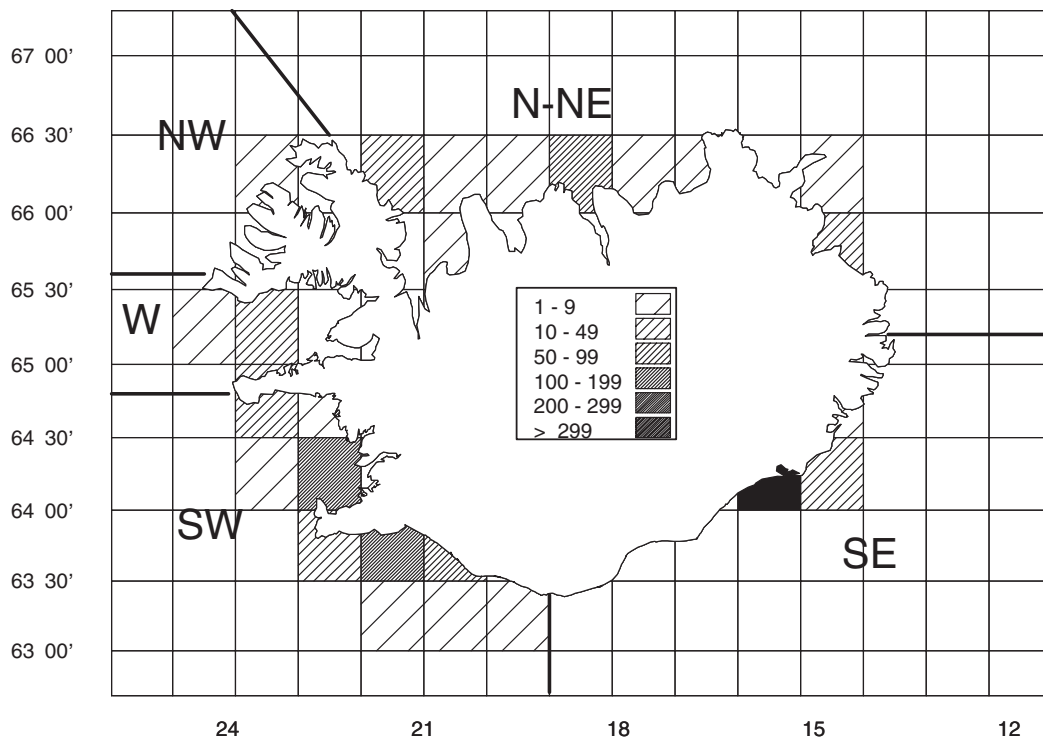 67 00'
N-NE
NW
66 30'
66 00'
65 30'
W
1 - 9
10 - 49
50 - 99
100 - 199
200 - 299
> 299
65 00'
64 30'
64 00'
SW
SE
63 30'
63 00'
24 21 18 15 12